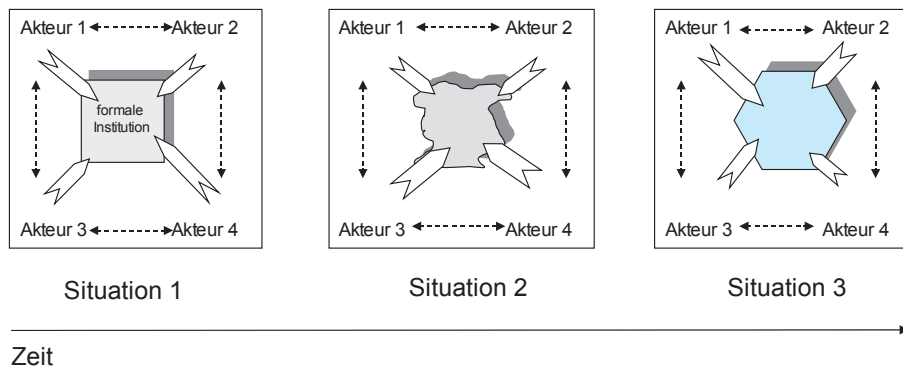 Akteur 1 Akteur 2
formale
Institution
Akteur 3 Akteur 4
Situation 1
Akteur 1 Akteur 2
Akteur 3 Akteur 4
Situation 2
Akteur 1 Akteur 2
Akteur 3 Akteur 4
Situation 3
Zeit